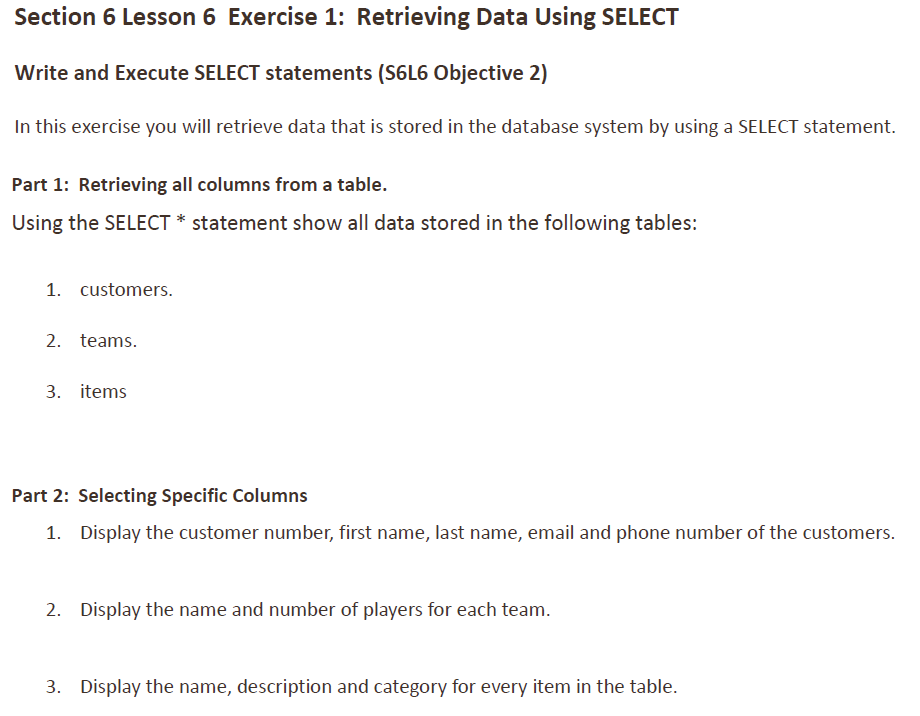 Section 6 Lesson 6  Exercise 1:  Retrieving Data Using SELECT
Write and Execute SELECT statements (S6L6 Objective 2)
In this exercise you will retrieve data that is stored in the database system by using a SELECT statement.
Part 1:  Retrieving all columns from a table.
Using the SELECT * statement show all data stored in the following tables:
1.  customers.
2.  teams.
3.  items
Part 2:  Selecting Specific Columns
1.  Display the customer number, first name, last name, email and phone number of the customers.
2.  Display the name and number of players for each team.
3.  Display the name, description and category for every item in the table.